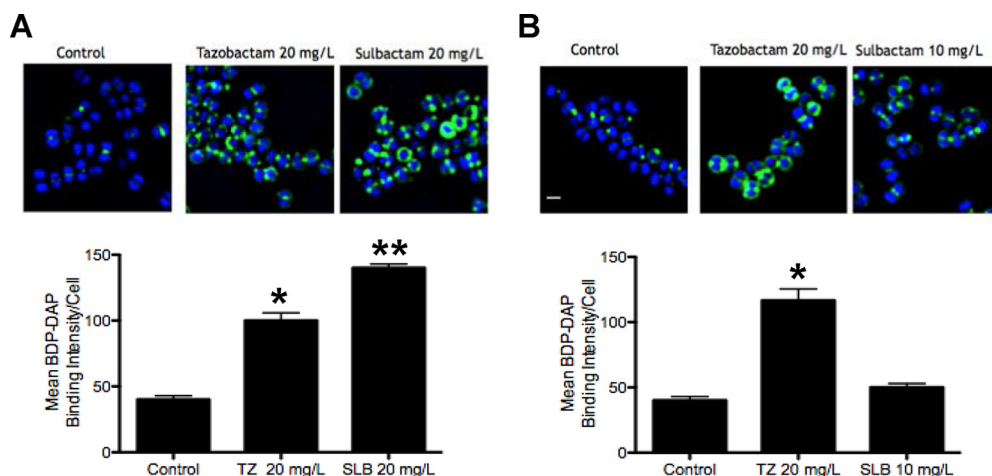 A
Control
Tazobactam 20 mg/L
Sulbactam 20 mg/L
Mean BDP-DAP
Binding Intensity/Cell
150
100
50
0
*
**
Control
TZ 20 mg/L
SLB 20 mg/L
B
Control
Tazobactam 20 mg/L
Sulbactam 10 mg/L
Mean BDP-DAP
Binding Intensity/Cell
150
100
50
0
*
Control
TZ 20 mg/L
SLB 10 mg/L